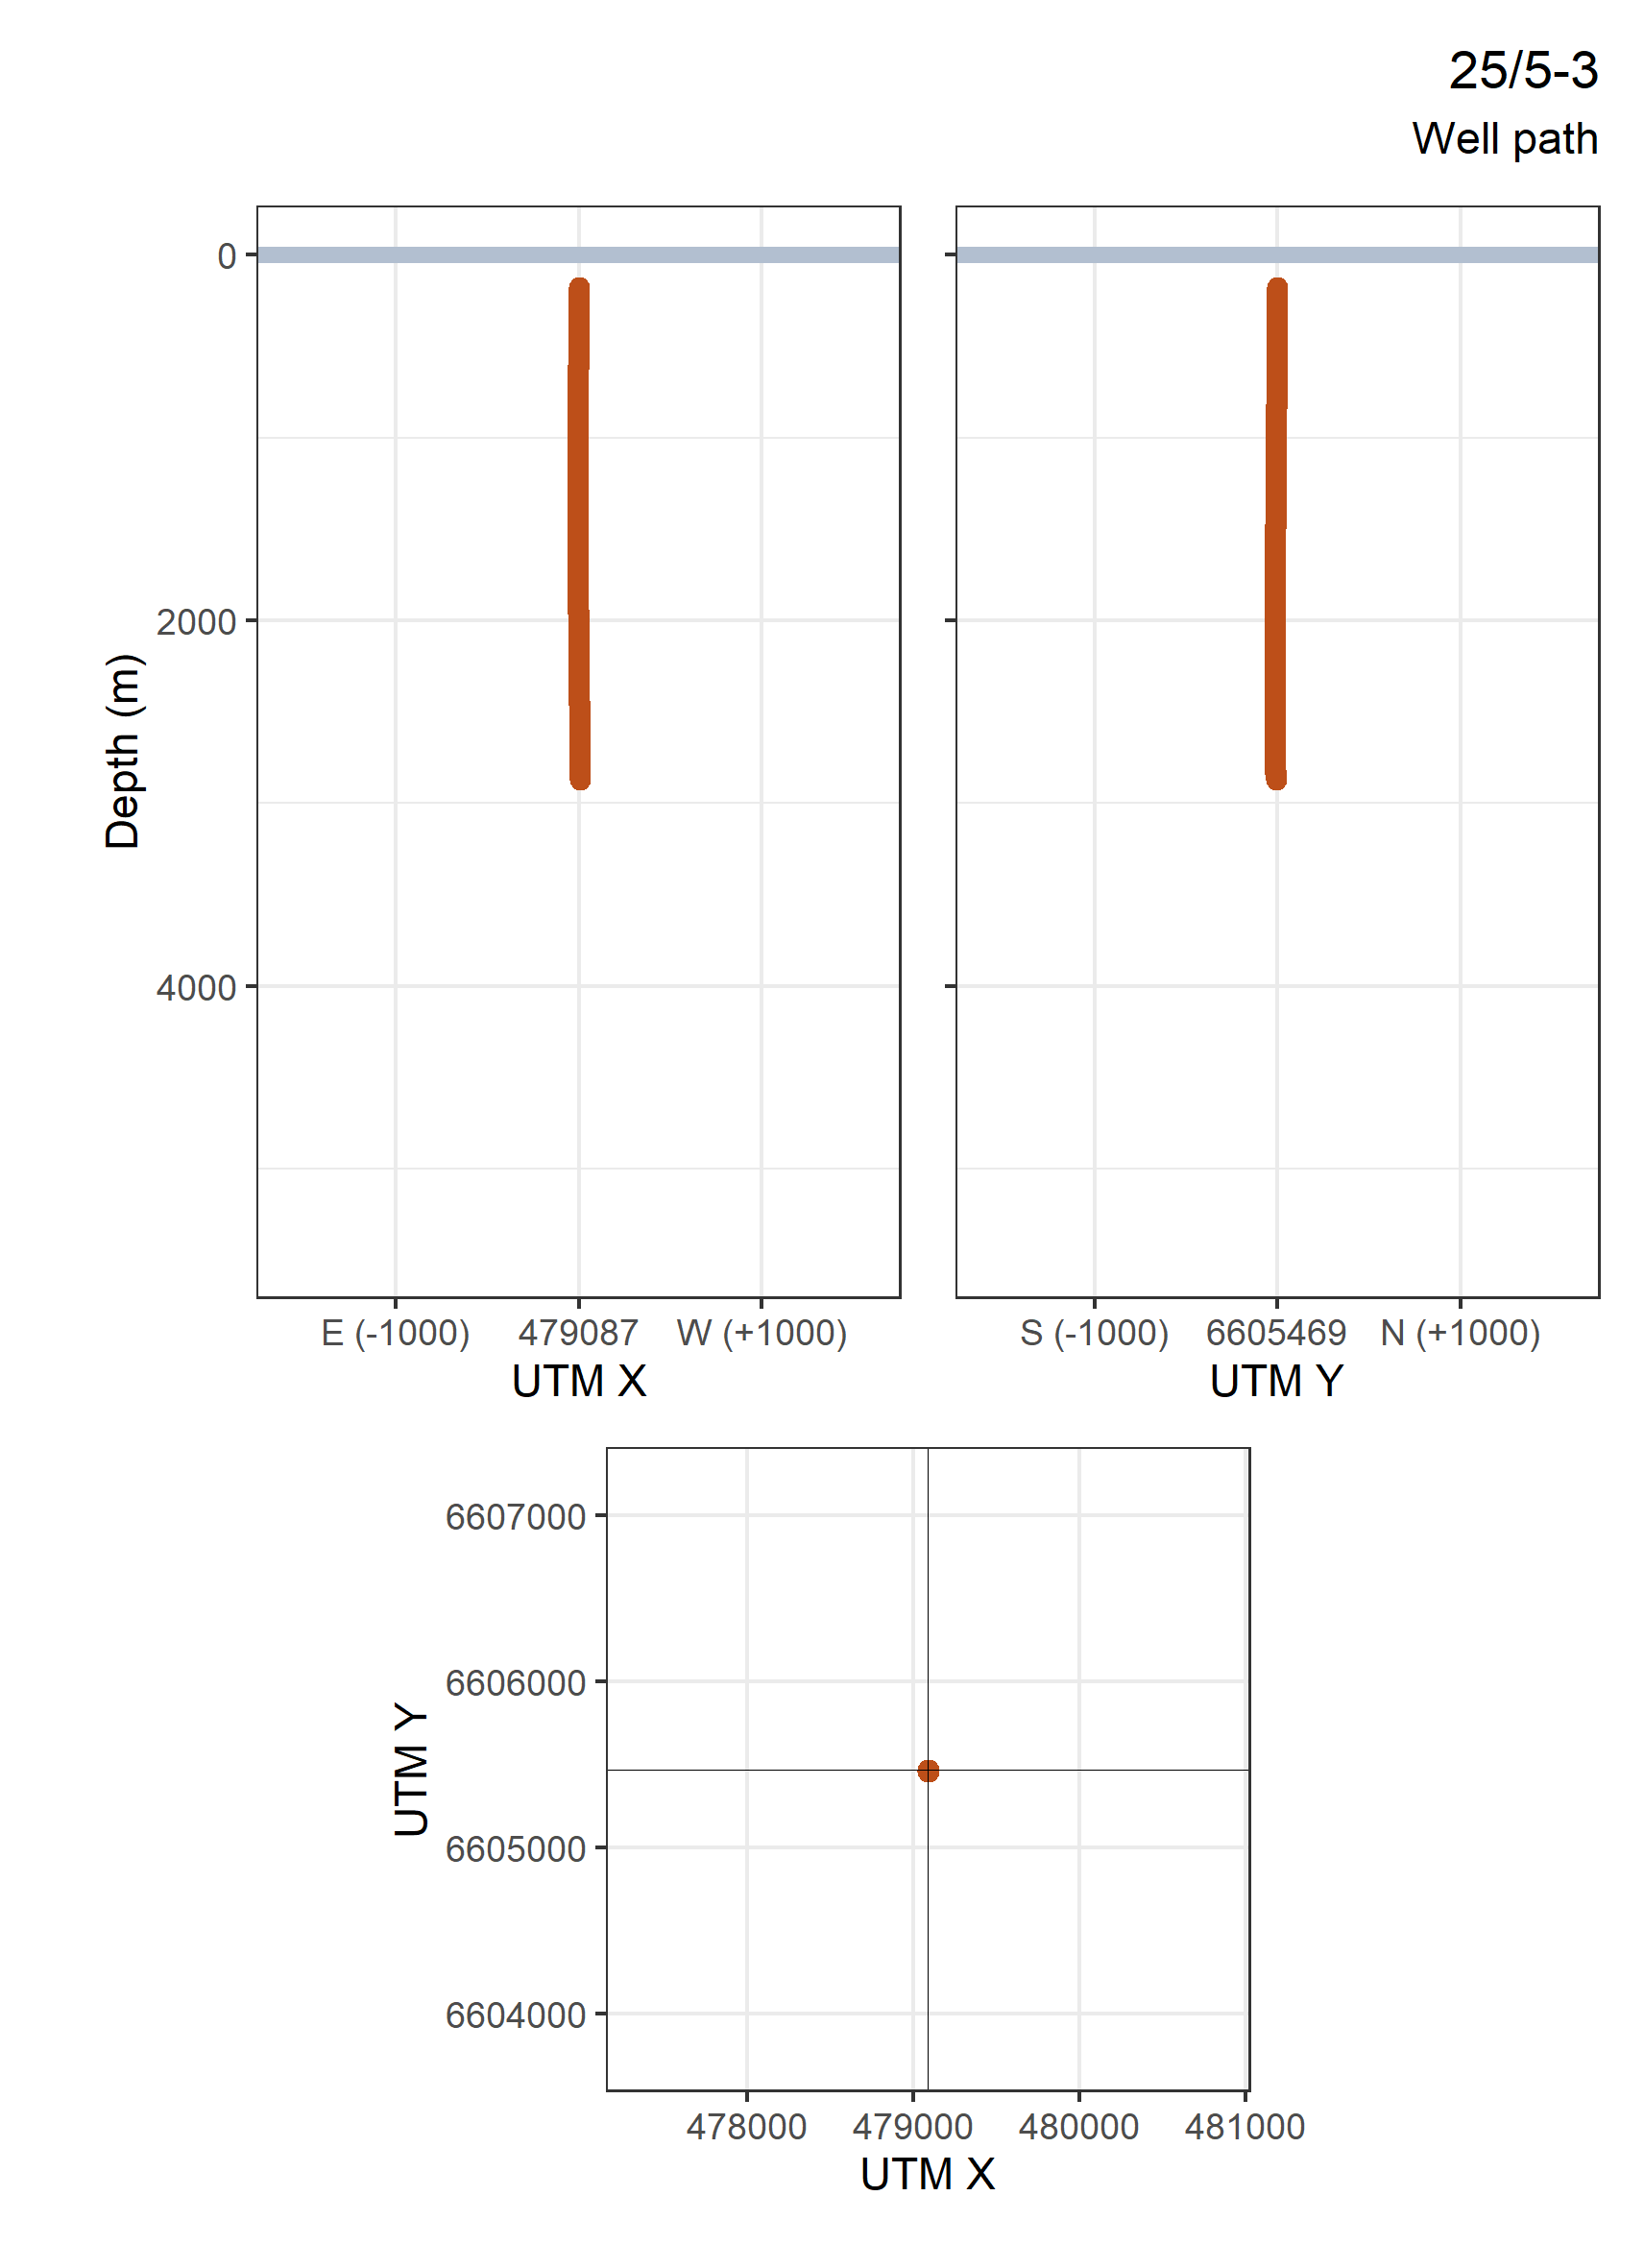 25/5-3
Well path
0
2000
4000
Depth (m)
E (-1000) 479087 W (+1000)
UTM X
S (-1000) 6605469 N (+1000)
UTM Y
6607000
6606000
6605000
6604000
UTM Y
478000 479000 480000 481000
UTM X